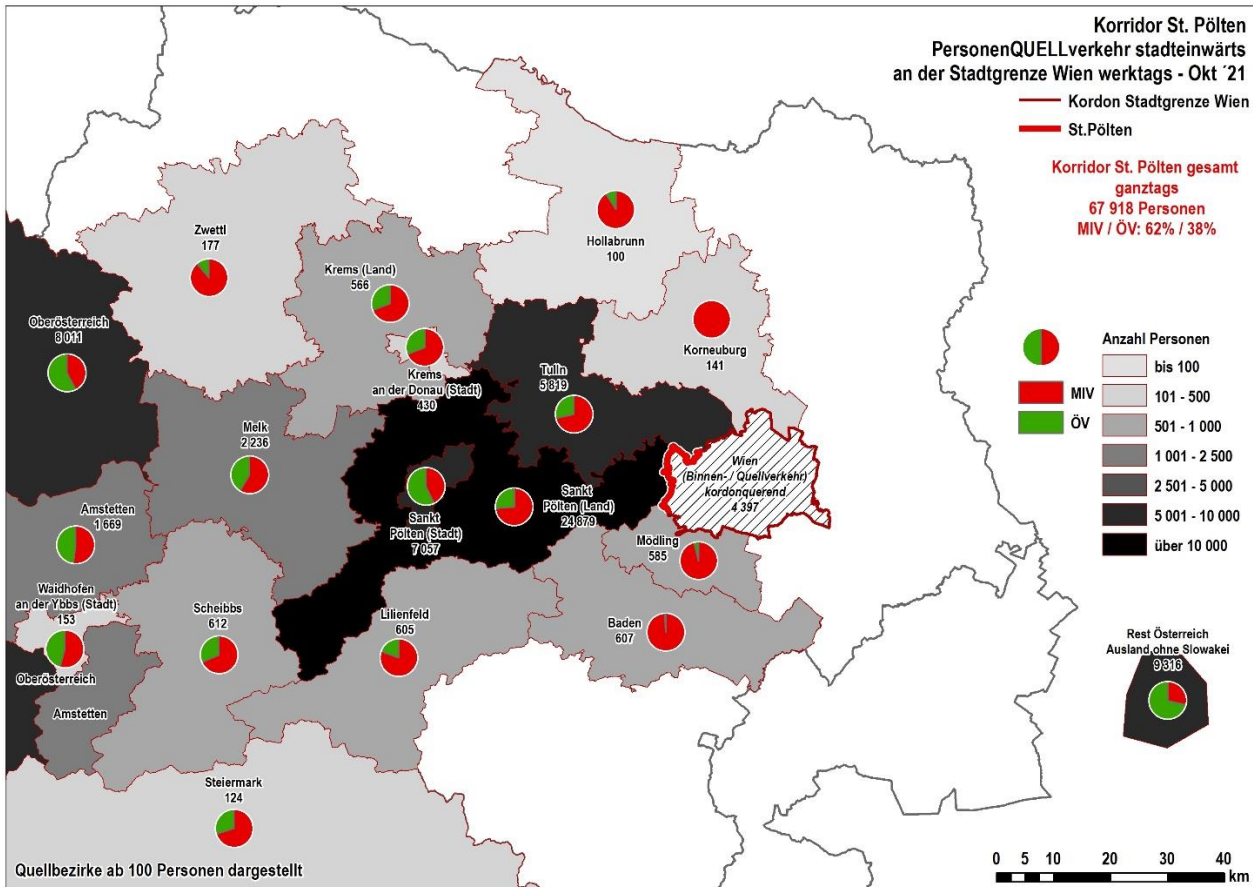 Korridor St. Pölten
PersonenQUELLverkehr stadteinwärts
an der Stadtgrenze Wien werktags - Okt ´21
Kordon Stadtgrenze Wien
St.Pölten
Korridor St. Pölten gesamt
ganztags
67 918 Personen
MIV / ÖV: 62% / 38%
Zwettl
177
Hollabrunn
100
Krems (Land)
566
Oberösterreich
8 011
Krems
an der Donau (Stadt)
430
Korneuburg
141
Tulln
5 819
Melk
2 236
Wien
(Binnen- / Quellverkehr)
kordonquerend
4 397
Sankt
Pölten (Stadt)
7 057
Sankt
Pölten (Land)
24 879
Amstetten
1 669
Mödling
585
Waidhofen
an der Ybbs (Stadt)
153
Oberösterreich
Scheibbs
612
Lilienfeld
605
Baden
607
Amstetten
Steiermark
124
MIV
ÖV
Anzahl Personen
bis 100
101 - 500
501 - 1 000
1 001 - 2 500
2 501 - 5 000
5 001 - 10 000
über 10 000
Rest Österreich
Ausland ohne Slowakei
9 316
Quellbezirke ab 100 Personen dargestellt
0 5 10 20 30 40
km